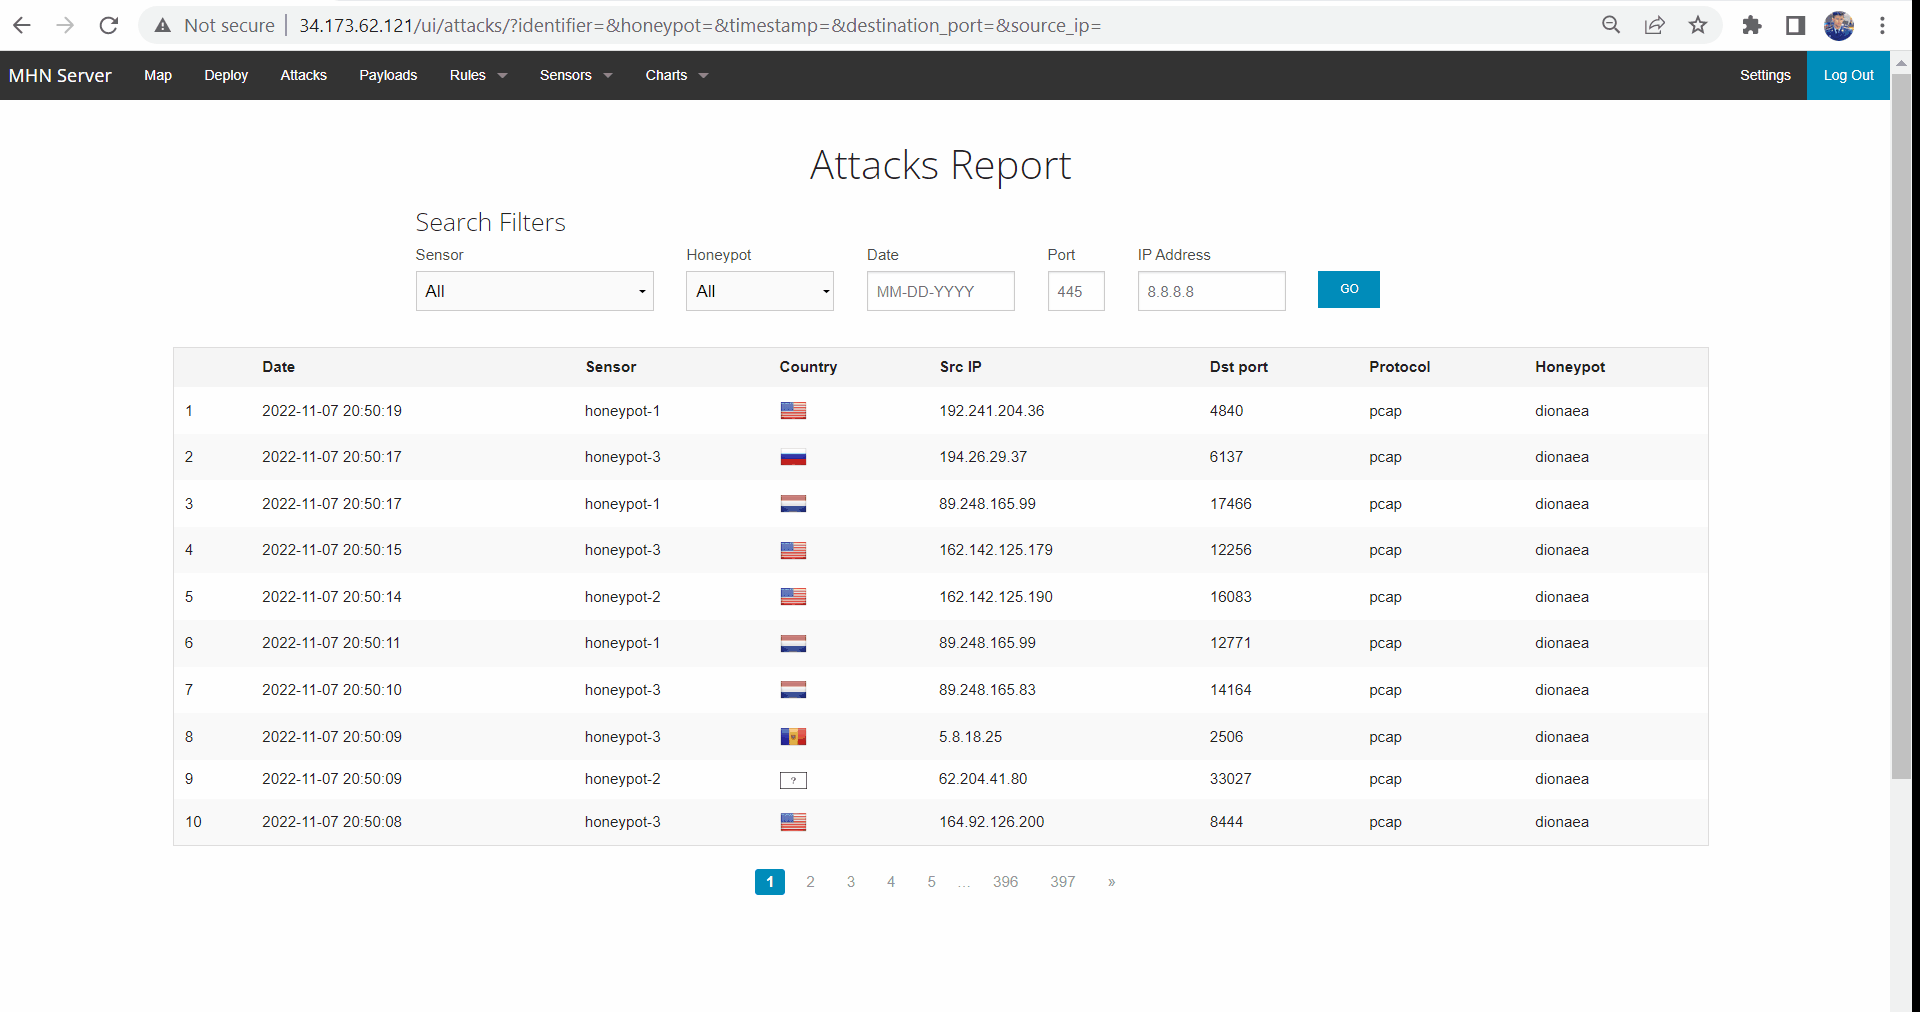 Not secure 34.173.62.121/ui/attacks/?identifier=&honeypot=&timestamp=&destination_port=&source_ip=
MHN Server Map Deploy Attacks Payloads Rules Sensors Charts Settings Log Out
Attacks Report
Search Filters
Sensor Honeypot Date Port IP Address
All All MM-DD-YYYY 445 8.8.8.8 GO
Date Sensor Country Src IP Dst port Protocol Honeypot
1 2022-11-07 20:50:19 honeypot-1 192.241.204.36 4840 pcap dionaea
2 2022-11-07 20:50:17 honeypot-3 194.26.29.37 6137 pcap dionaea
3 2022-11-07 20:50:17 honeypot-1 89.248.165.99 17466 pcap dionaea
4 2022-11-07 20:50:15 honeypot-3 162.142.125.179 12256 pcap dionaea
5 2022-11-07 20:50:14 honeypot-2 162.142.125.190 16083 pcap dionaea
6 2022-11-07 20:50:11 honeypot-1 89.248.165.99 12771 pcap dionaea
7 2022-11-07 20:50:10 honeypot-3 89.248.165.83 14164 pcap dionaea
8 2022-11-07 20:50:09 honeypot-3 5.8.18.25 2506 pcap dionaea
9 2022-11-07 20:50:09 honeypot-2 ? 62.204.41.80 33027 pcap dionaea
10 2022-11-07 20:50:08 honeypot-3 164.92.126.200 8444 pcap dionaea
1 2 3 4 5 ... 396 397 »